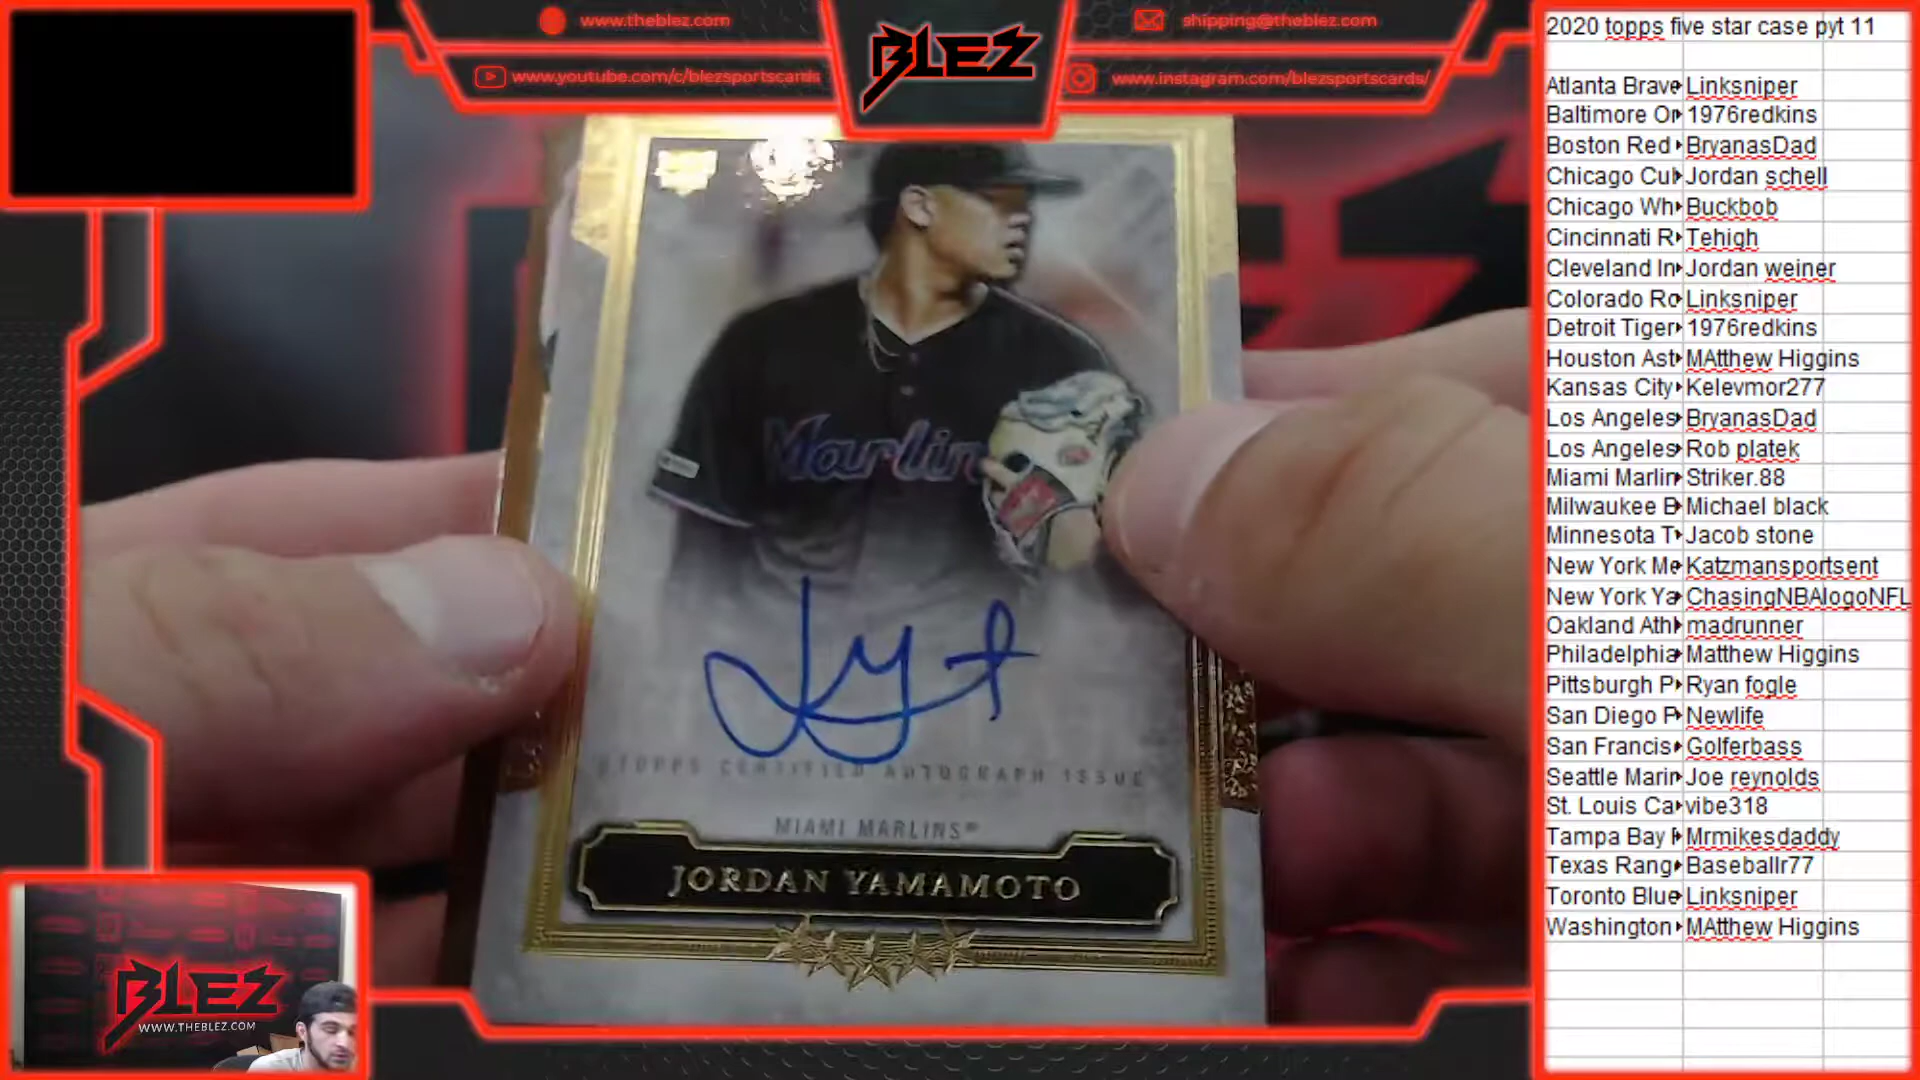 www.theblez.com
shipping@theblez.com
BLEZ
www.youtube.com/c/blezsportscards
www.instagram.com/blezsportscards/
2020 topps five star case pyt 11
Atlanta Brave Linksniper
Baltimore Or 1976redkins
Boston Red BryanasDad
Chicago Cu Jordan schell
Chicago Wh Buckbob
Cincinnati R Tehigh
Cleveland In Jordan weiner
Colorado Ro Linksniper
Detroit Tiger 1976redkins
Houston Ast MAtthew Higgins
Kansas City Kelevmor277
Los Angeles BryanasDad
Los Angeles Rob platek
Miami Marlin Striker.88
Milwaukee B Michael black
Minnesota T Jacob stone
New York Me Katzmansportsent
New York Ya ChasingNBAlogoNFL
Oakland Ath madrunner
Philadelphia Matthew Higgins
Pittsburgh P Ryan fogle
San Diego P Newlife
San Francis Golferbass
Seattle Marin Joe reynolds
St. Louis Ca vibe318
Tampa Bay Mrmikesdaddy
Texas Rang Baseballr77
Toronto Blue Linksniper
Washington MAtthew Higgins
Marlin
TOPPS CERTIFIED AUTOGRAPH ISSUE
MIAMI MARLINS
JORDAN YAMAMOTO
BLEZ
WWW.THEBLEZ.COM